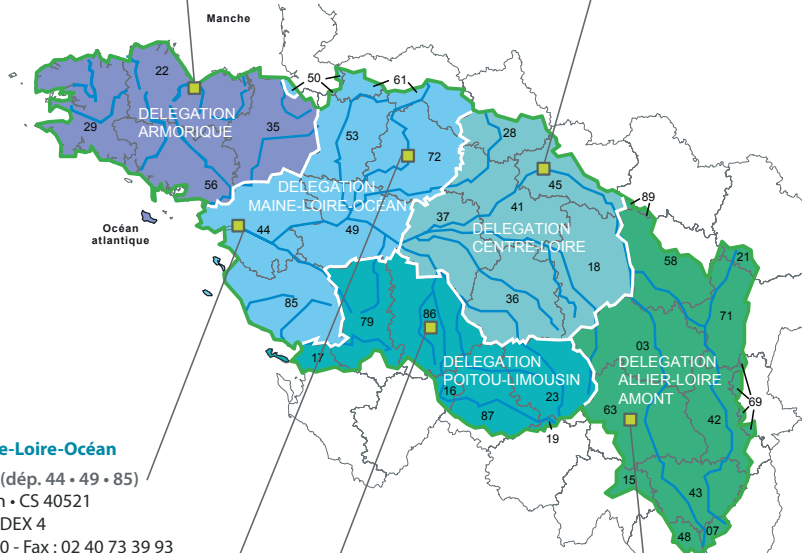 Manche
50
61
22
DELEGATION
ARMORIQUE
29
35
53
28
72
56
45
DELEGATION
MAINE-LOIRE-OCEAN
89
37
41
Océan
atlantique
44
49
DELEGATION
CENTRE-LOIRE
58
21
18
85
36
79
86
71
03
17
DELEGATION
POITOU-LIMOUSIN
DELEGATION
ALLIER-LOIRE
AMONT
16
23
69
63
42
87
19
e-Loire-Océan
(dép. 44 • 49 • 85)
n • CS 40521
DEX 4
0 - Fax : 02 40 73 39 93
15
43
48
07